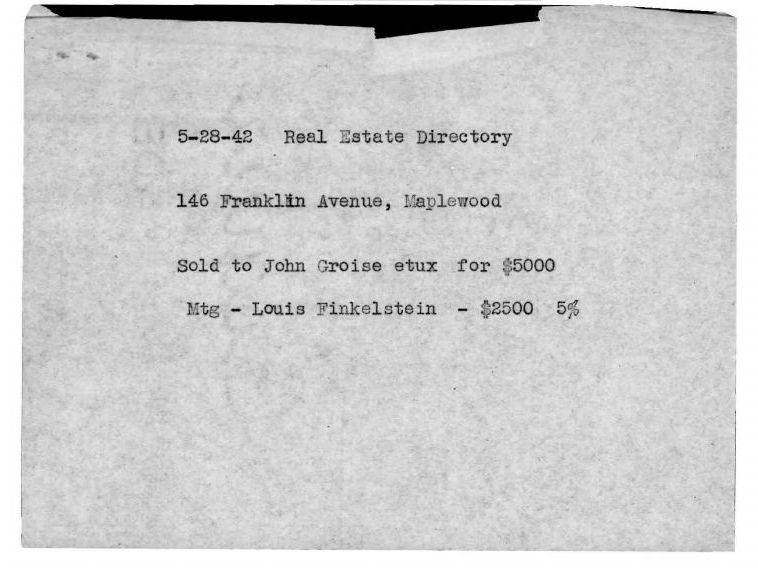 5-28-42 Real Estate Directory
146 Franklin Avenue, Maplewood
Sold to John Groise etux for $5000
Mtg - Louis Finkelstein - $2500 5%